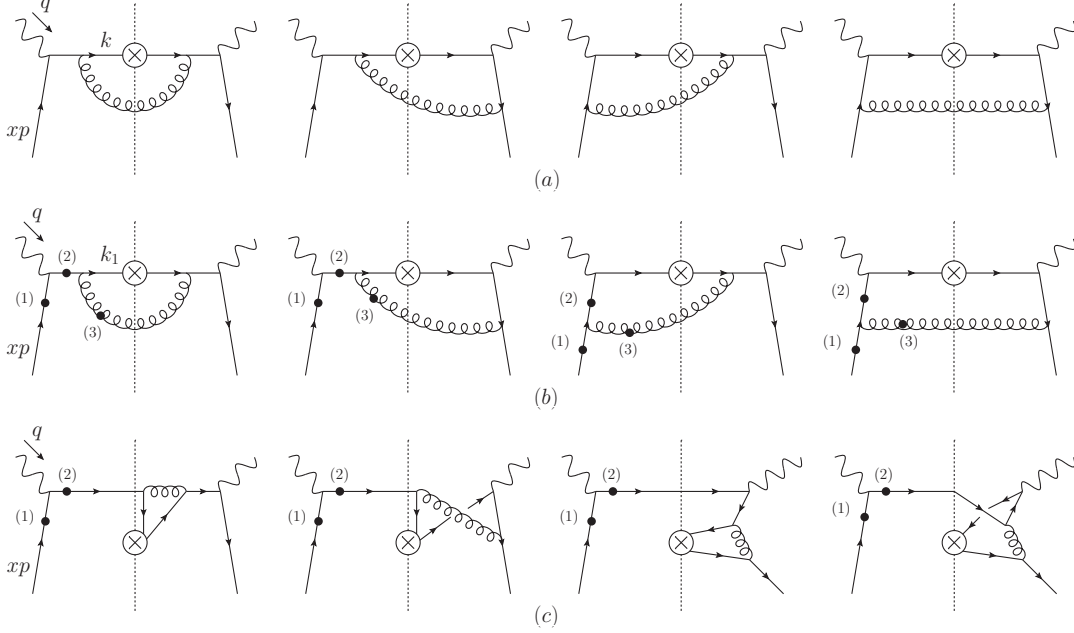 q
k
xp
(a)
q
(2) k₁ (2)
(1) (1) (2) (2)
(3) (3) (1) (3) (1) (3)
xp
(b)
q
(2) (2) (2) (2)
(1) (1) (1) (1)
xp
(c)